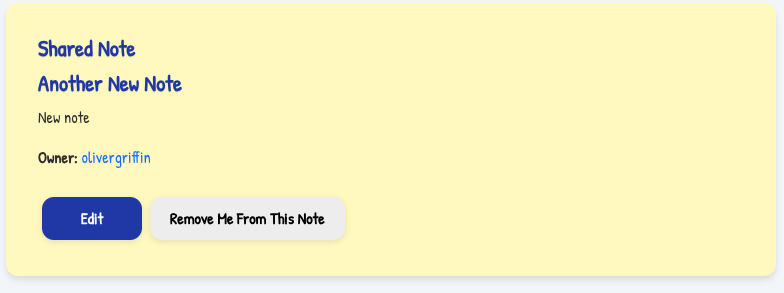 Shared Note
Another New Note
New note
Owner: olivergriffin
Edit
Remove Me From This Note